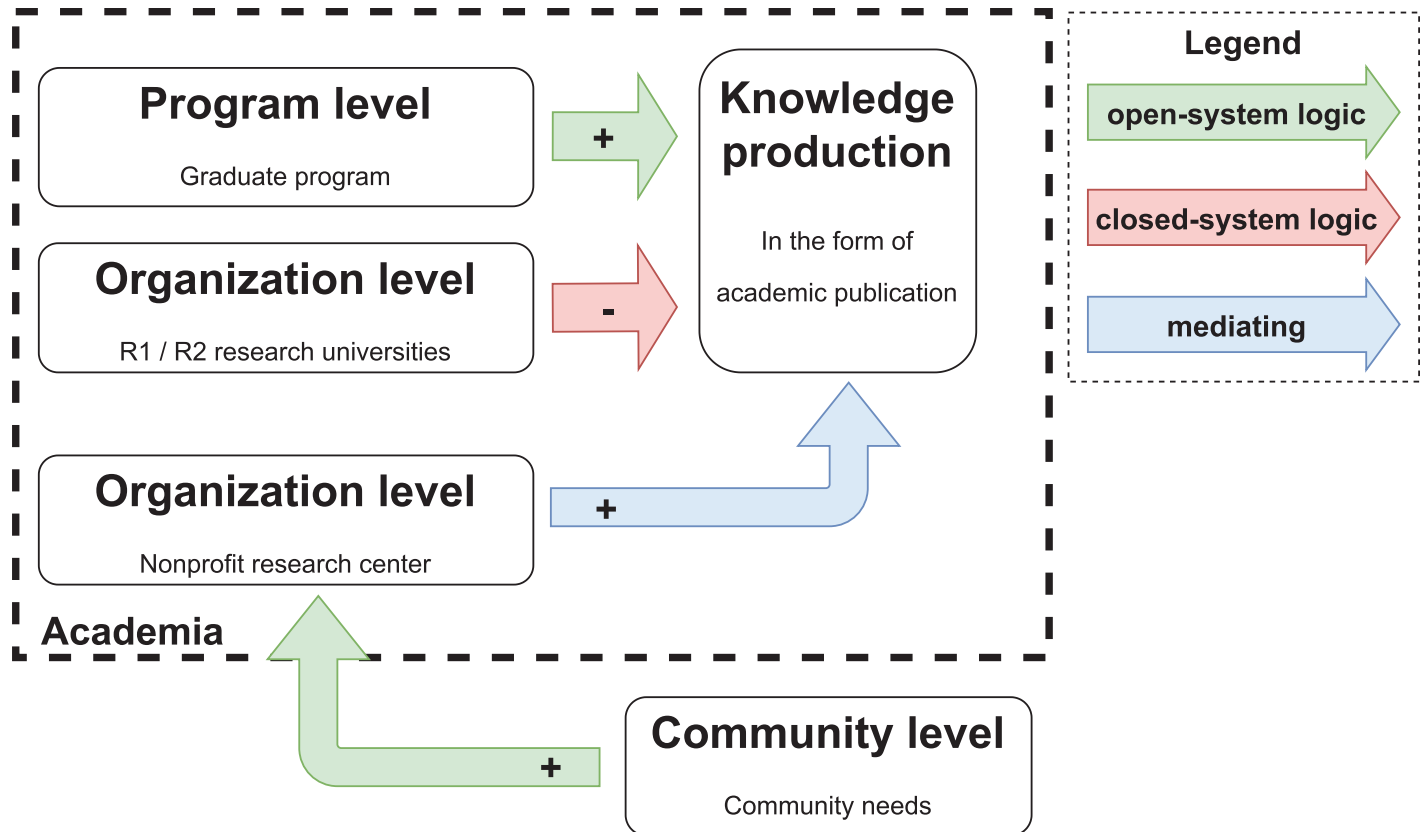 Program level
Graduate program
+
Knowledge
production
In the form of
academic publication
Organization level
R1 / R2 research universities
-
Organization level
Nonprofit research center
+
Academia
+
Community level
Community needs
Legend
open-system logic
closed-system logic
mediating